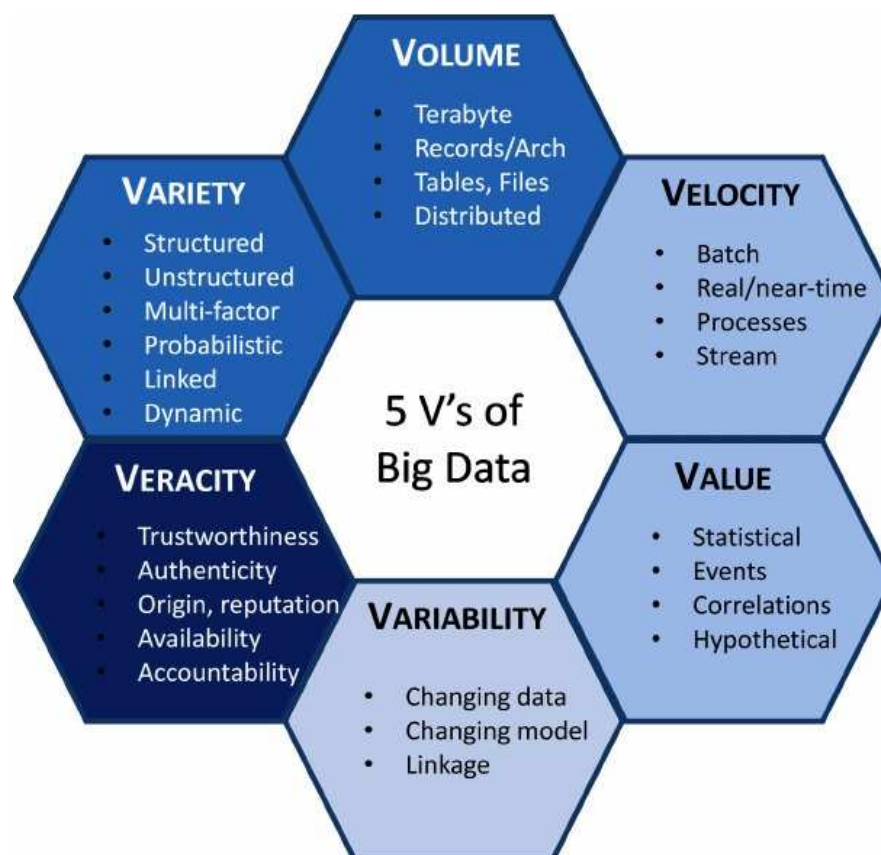 VOLUME
• Terabyte
• Records/Arch
• Tables, Files
• Distributed
VARIETY
• Structured
• Unstructured
• Multi-factor
• Probabilistic
• Linked
• Dynamic
VELOCITY
• Batch
• Real/near-time
• Processes
• Stream
5 V's of
Big Data
VERACITY
• Trustworthiness
• Authenticity
• Origin, reputation
• Availability
• Accountability
VALUE
• Statistical
• Events
• Correlations
• Hypothetical
VARIABILITY
• Changing data
• Changing model
• Linkage